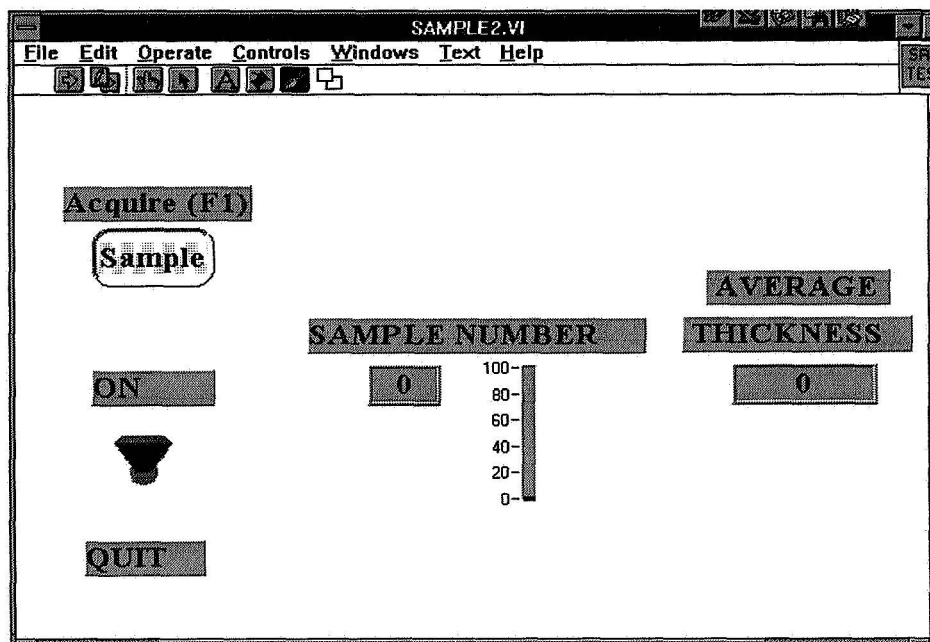 SAMPLE2.VI
File Edit Operate Controls Windows Text Help
Acquire (F1)
Sample
AVERAGE
THICKNESS
SAMPLE NUMBER
ON
0
0
100
80
60
40
20
0
QUIT